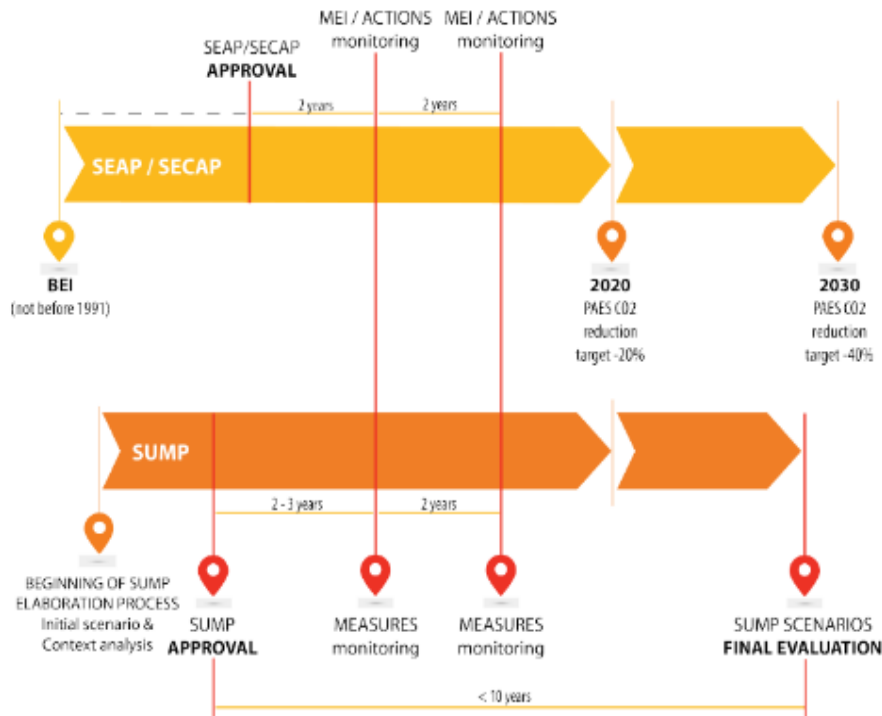 MEI / ACTIONS
monitoring
MEI / ACTIONS
monitoring
SEAP/SECAP
APPROVAL
2 years
2 years
SEAP / SECAP
BEI
(not before 1991)
2020
PAES CO2
reduction
target -20%
2030
PAES CO2
reduction
target -40%
SUMP
2 - 3 years
2 years
BEGINNING OF SUMP
ELABORATION PROCESS
Initial scenario &
Context analysis
SUMP
APPROVAL
MEASURES
monitoring
MEASURES
monitoring
SUMP SCENARIOS
FINAL EVALUATION
< 10 years